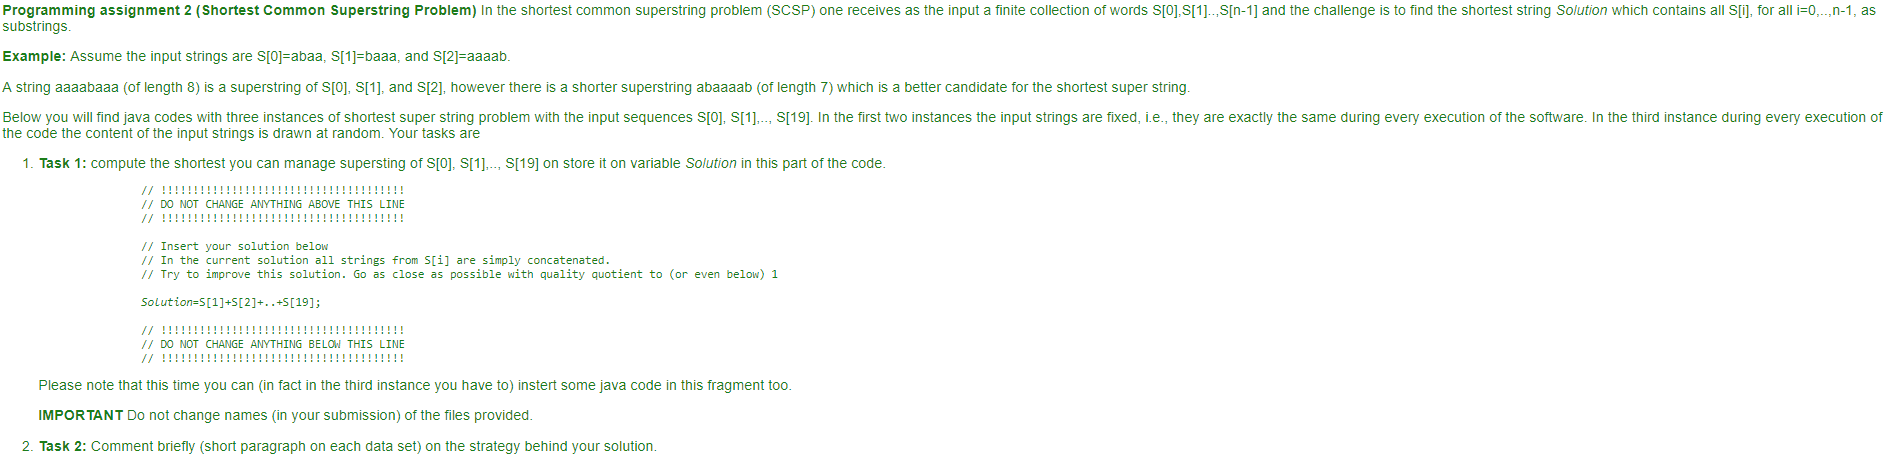 Programming assignment 2 (Shortest Common Superstring Problem) In the shortest common superstring problem (SCSP) one receives as the input a finite collection of words S[0],S[1]..,S[n-1] and the challenge is to find the shortest string Solution which contains all S[i], for all i=0,..,n-1, as
substrings.
Example: Assume the input strings are S[0]=abaa, S[1]=baaa, and S[2]=aaaab.
A string aaaabaaa (of length 8) is a superstring of S[0], S[1], and S[2], however there is a shorter superstring abaaaab (of length 7) which is a better candidate for the shortest super string.
Below you will find java codes with three instances of shortest super string problem with the input sequences S[0], S[1],.., S[19]. In the first two instances the input strings are fixed, i.e., they are exactly the same during every execution of the software. In the third instance during every execution of
the code the content of the input strings is drawn at random. Your tasks are
1. Task 1: compute the shortest you can manage supersting of S[0], S[1],.., S[19] on store it on variable Solution in this part of the code.
// !!!!!!!!!!!!!!!!!!!!!!!!!!!!!!!!!!!!!!
// DO NOT CHANGE ANYTHING ABOVE THIS LINE
// !!!!!!!!!!!!!!!!!!!!!!!!!!!!!!!!!!!!!!
// Insert your solution below
// In the current solution all strings from S[i] are simply concatenated.
// Try to improve this solution. Go as close as possible with quality quotient to (or even below) 1
Solution=S[1]+S[2]+..+S[19];
// !!!!!!!!!!!!!!!!!!!!!!!!!!!!!!!!!!!!!!
// DO NOT CHANGE ANYTHING BELOW THIS LINE
// !!!!!!!!!!!!!!!!!!!!!!!!!!!!!!!!!!!!!!
Please note that this time you can (in fact in the third instance you have to) instert some java code in this fragment too.
IMPORTANT Do not change names (in your submission) of the files provided.
2. Task 2: Comment briefly (short paragraph on each data set) on the strategy behind your solution.